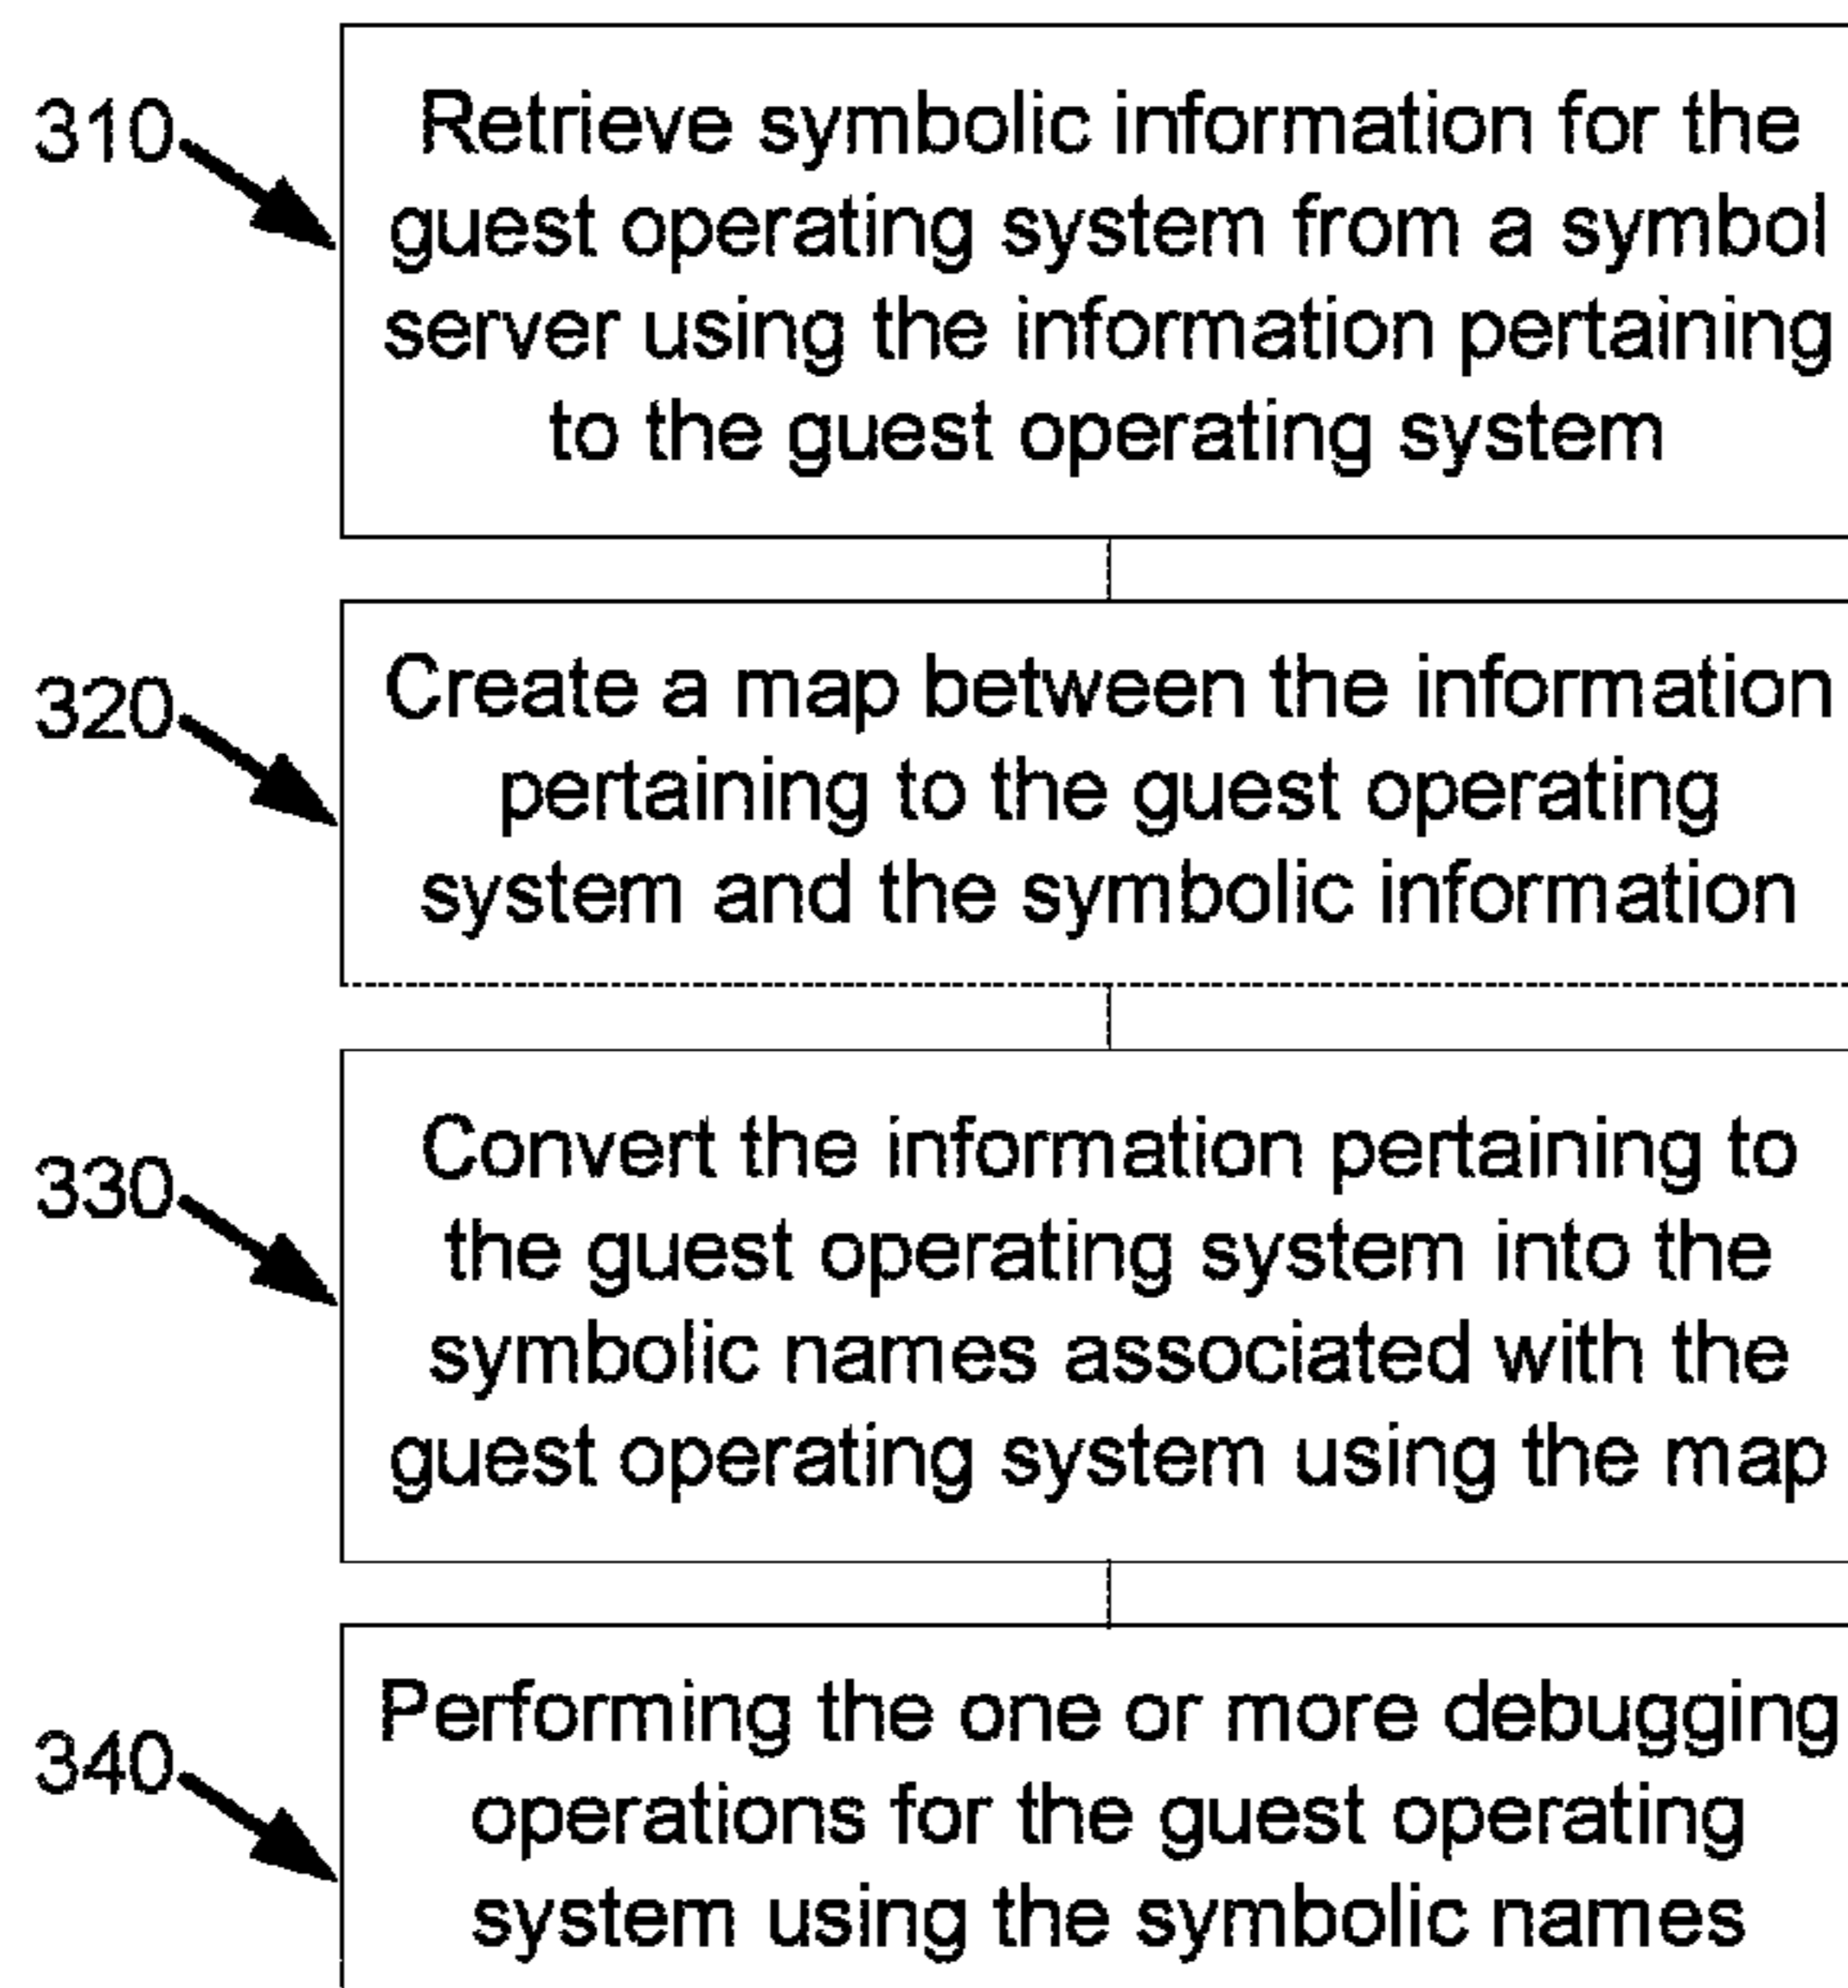 310
Retrieve symbolic information for the
guest operating system from a symbol
server using the information pertaining
to the guest operating system
320
Create a map between the information
pertaining to the guest operating
system and the symbolic information
330
Convert the information pertaining to
the guest operating system into the
symbolic names associated with the
guest operating system using the map
340
Performing the one or more debugging
operations for the guest operating
system using the symbolic names